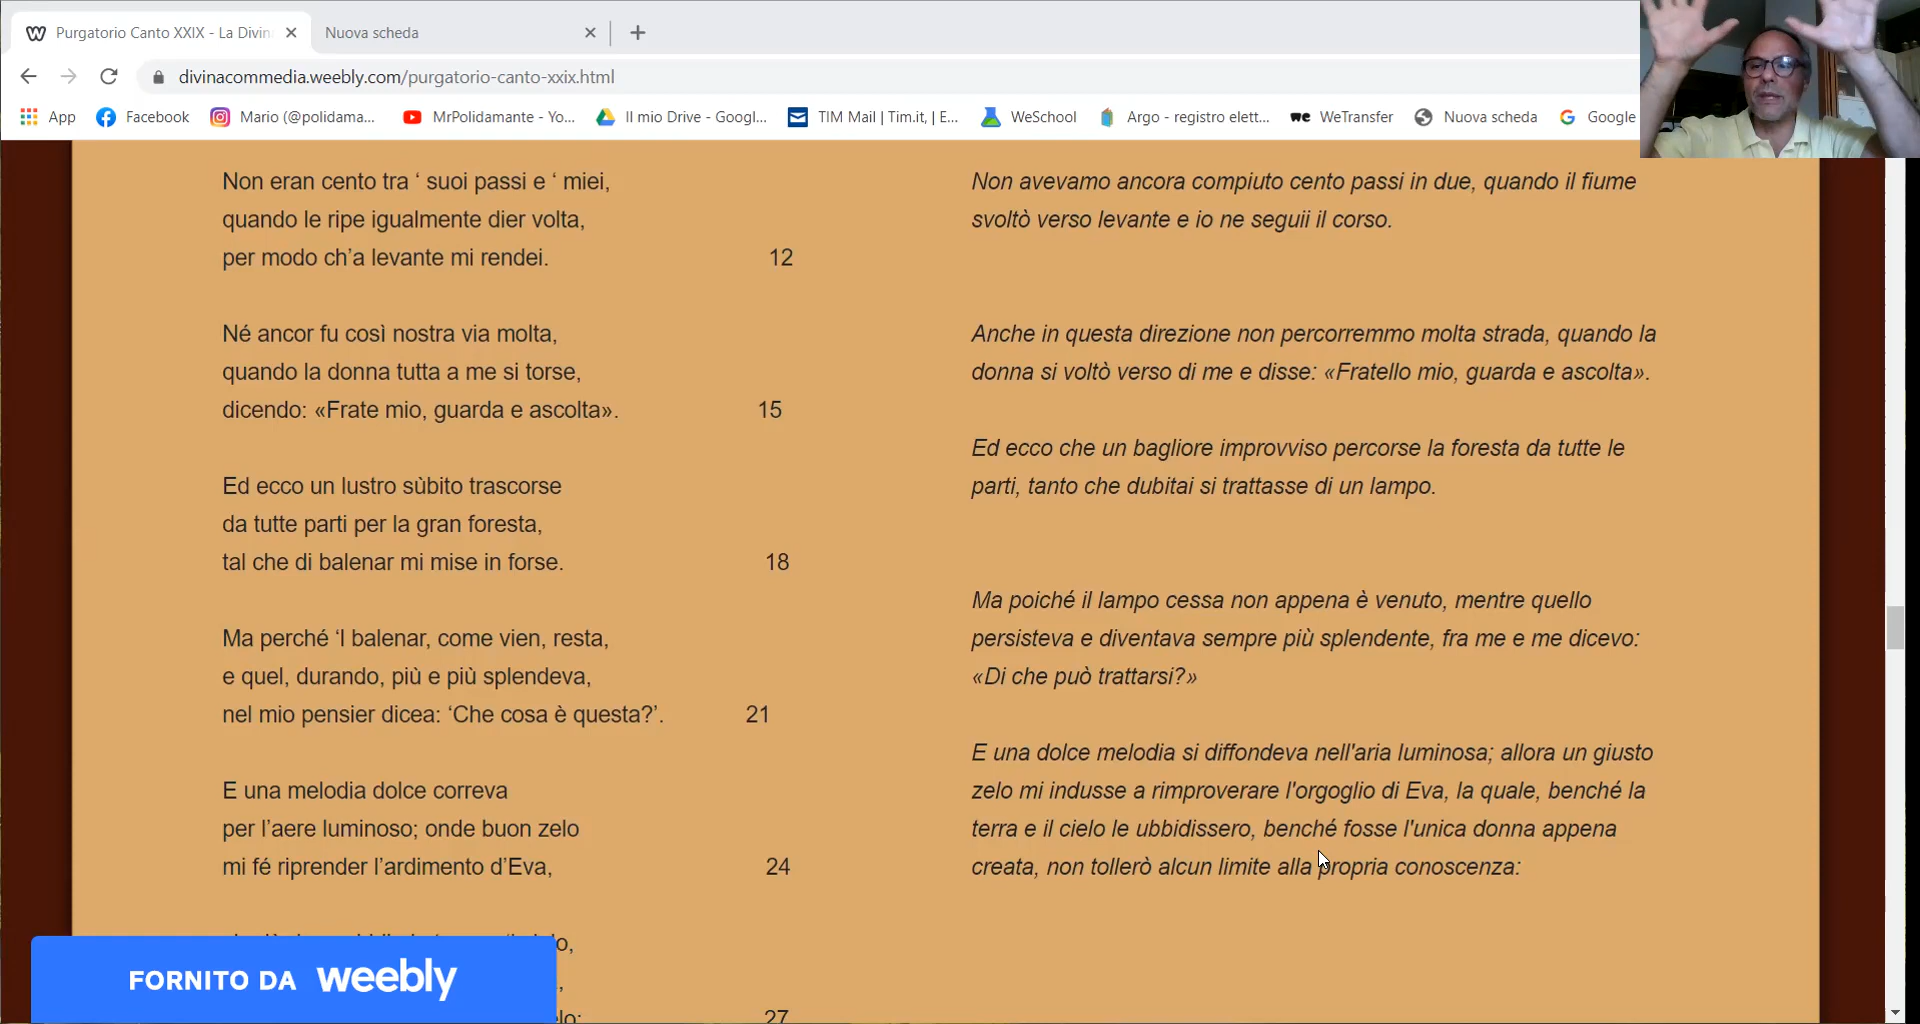 Purgatorio Canto XXIX - La Divin
Nuova scheda
divinacommedia.weebly.com/purgatorio-canto-xxix.html
App
Facebook
Mario (@polidama...
MrPolidamante - Yo...
Il mio Drive - Googl...
TIM Mail | Tim.it, | E...
WeSchool
Argo - registro elett...
WeTransfer
Nuova scheda
Google
Non eran cento tra ‘ suoi passi e ‘ miei,
quando le ripe igualmente dier volta,
per modo ch’a levante mi rendei. 12
Né ancor fu così nostra via molta,
quando la donna tutta a me si torse,
dicendo: «Frate mio, guarda e ascolta». 15
Ed ecco un lustro sùbito trascorse
da tutte parti per la gran foresta,
tal che di balenar mi mise in forse. 18
Ma perché ‘l balenar, come vien, resta,
e quel, durando, più e più splendeva,
nel mio pensier dicea: ‘Che cosa è questa?’. 21
E una melodia dolce correva
per l’aere luminoso; onde buon zelo
mi fé riprender l’ardimento d’Eva, 24
27
Non avevamo ancora compiuto cento passi in due, quando il fiume
svoltò verso levante e io ne seguii il corso.
Anche in questa direzione non percorremmo molta strada, quando la
donna si voltò verso di me e disse: «Fratello mio, guarda e ascolta».
Ed ecco che un bagliore improvviso percorse la foresta da tutte le
parti, tanto che dubitai si trattasse di un lampo.
Ma poiché il lampo cessa non appena è venuto, mentre quello
persisteva e diventava sempre più splendente, fra me e me dicevo:
«Di che può trattarsi?»
E una dolce melodia si diffondeva nell'aria luminosa; allora un giusto
zelo mi indusse a rimproverare l'orgoglio di Eva, la quale, benché la
terra e il cielo le ubbidissero, benché fosse l'unica donna appena
creata, non tollerò alcun limite alla propria conoscenza:
FORNITO DA weebly